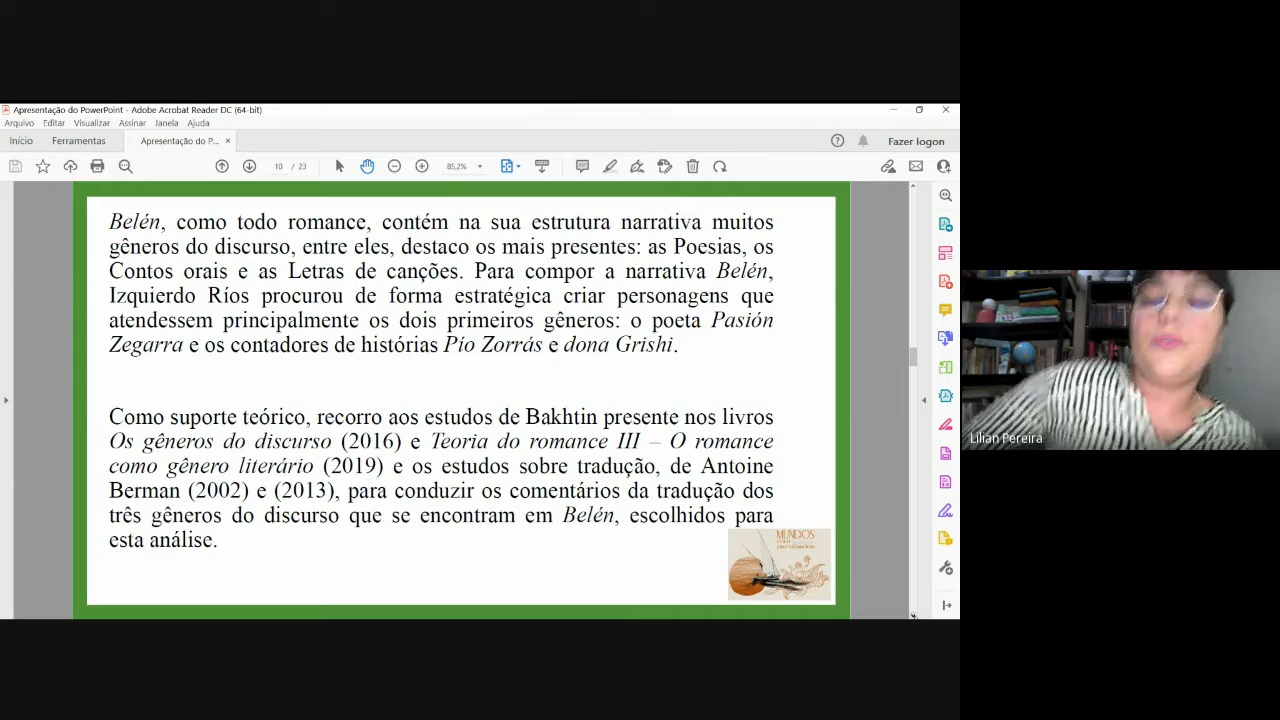 Apresentação do PowerPoint - Adobe Acrobat Reader DC (64-bit)
Arquivo Editar Visualizar Assinar Janela Ajuda
Início Ferramentas Apresentação do P... × Fazer logon
10 / 23 85,2%
Belén, como todo romance, contém na sua estrutura narrativa muitos
gêneros do discurso, entre eles, destaco os mais presentes: as Poesias, os
Contos orais e as Letras de canções. Para compor a narrativa Belén,
Izquierdo Ríos procurou de forma estratégica criar personagens que
atendessem principalmente os dois primeiros gêneros: o poeta Pasión
Zegarra e os contadores de histórias Pío Zorrás e dona Grishi.
Como suporte teórico, recorro aos estudos de Bakhtin presente nos livros
Os gêneros do discurso (2016) e Teoria do romance III – O romance
como gênero literário (2019) e os estudos sobre tradução, de Antoine
Berman (2002) e (2013), para conduzir os comentários da tradução dos
três gêneros do discurso que se encontram em Belén, escolhidos para
esta análise.
MUNDOS
Lilian Pereira